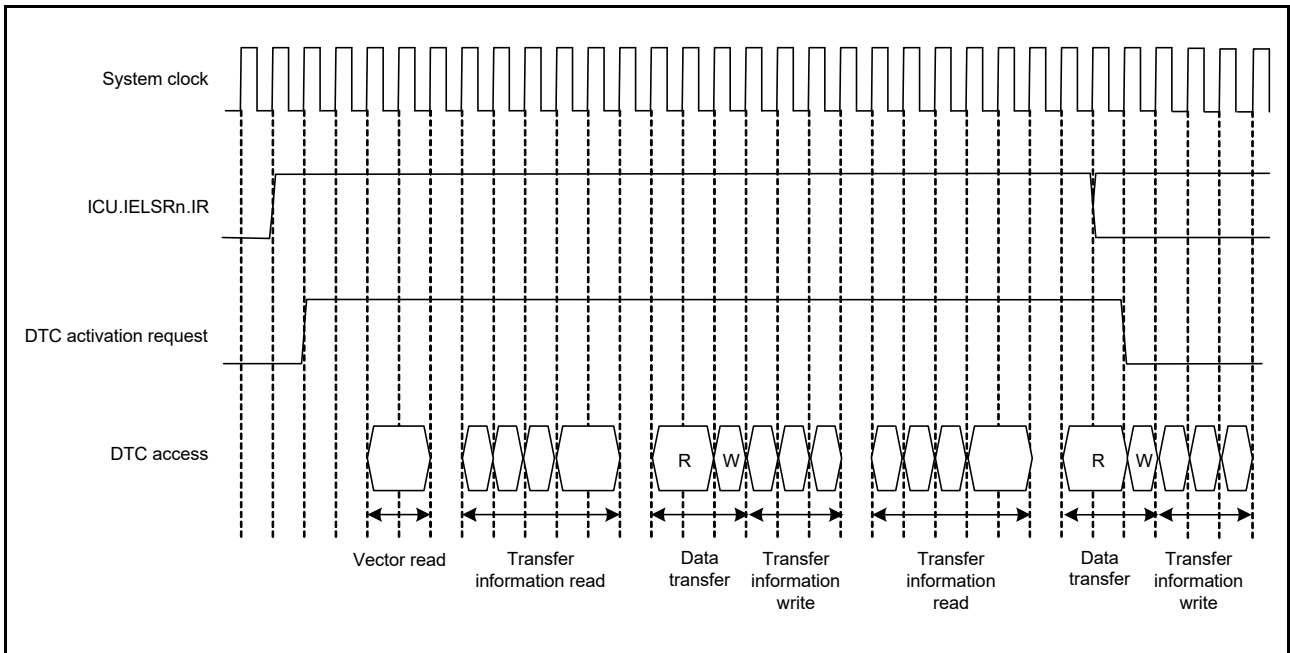 System clock
ICU.IELSRn.IR
DTC activation request
DTC access
R
W
R
W
Vector read
Transfer
information read
Data
transfer
Transfer
information
write
Transfer
information
read
Data
transfer
Transfer
information
write